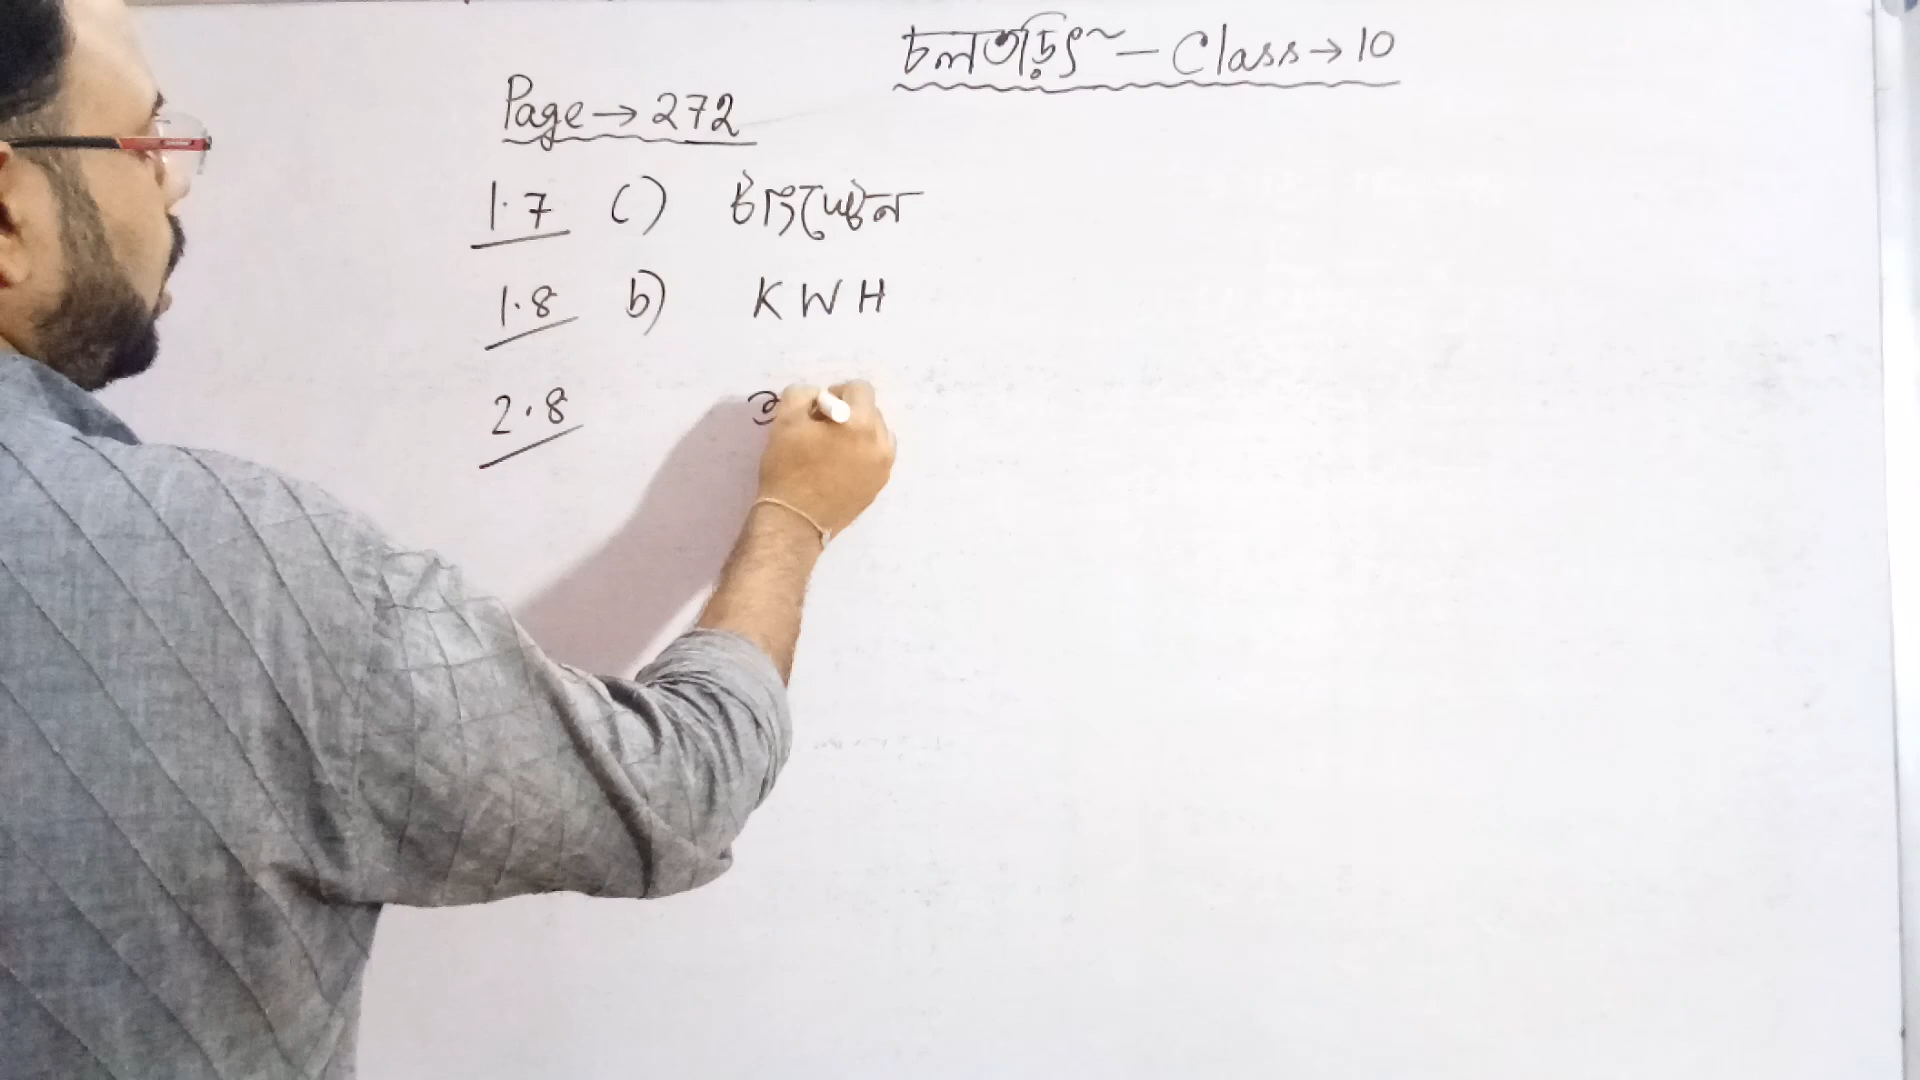 চলতড়িৎ — Class → 10
Page → 272
1.7 c) টাংস্টেন
1.8 b) KWH
2.8